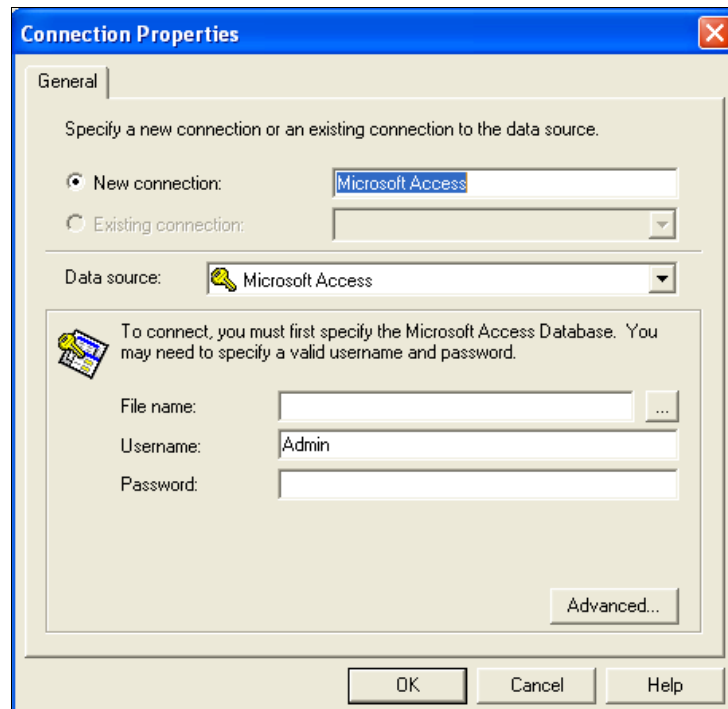 Connection Properties
General
Specify a new connection or an existing connection to the data source.
New connection: Microsoft Access
Existing connection:
Data source: Microsoft Access
To connect, you must first specify the Microsoft Access Database. You
may need to specify a valid username and password.
File name: ...
Username: Admin
Password:
Advanced...
OK Cancel Help